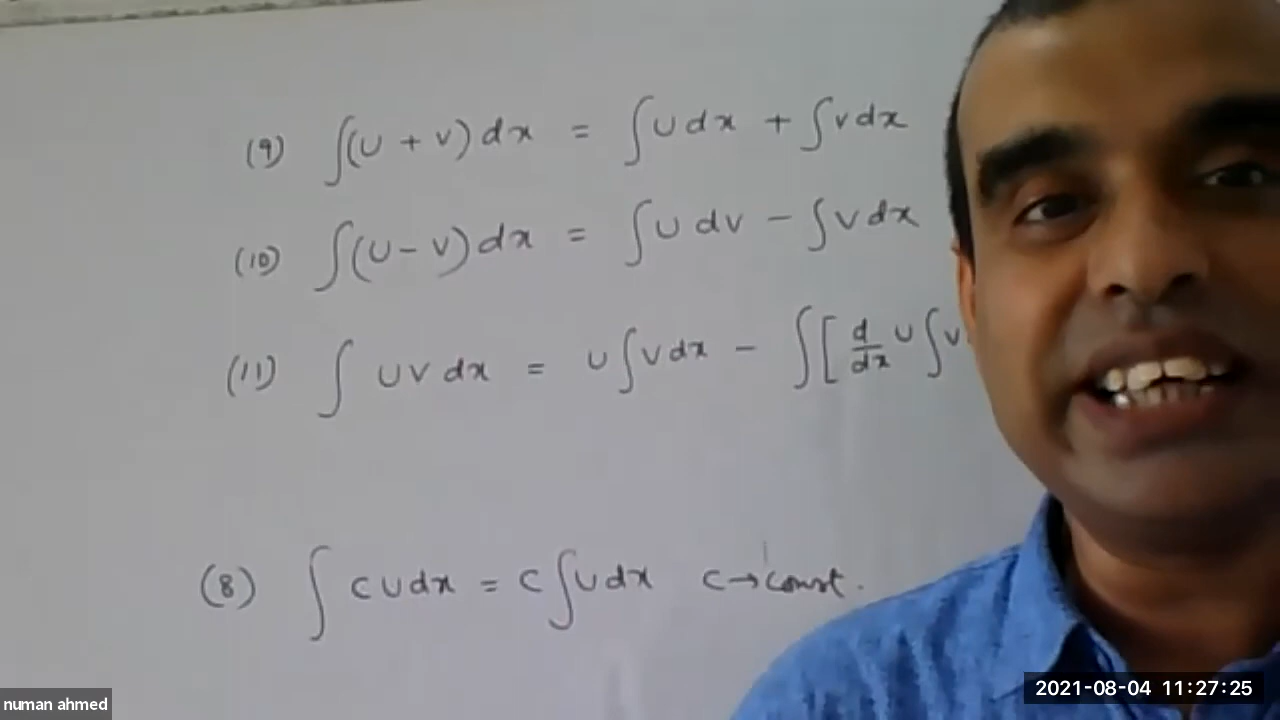 (9) ∫(U + V) dx = ∫U dx + ∫V dx
(10) ∫(U - V) dx = ∫U dv - ∫V dx
(11) ∫ UV dx = U∫V dx - ∫[d/dx U∫V
(8) ∫ CU dx = C∫U dx C→const.
numan ahmed
2021-08-04 11:27:25